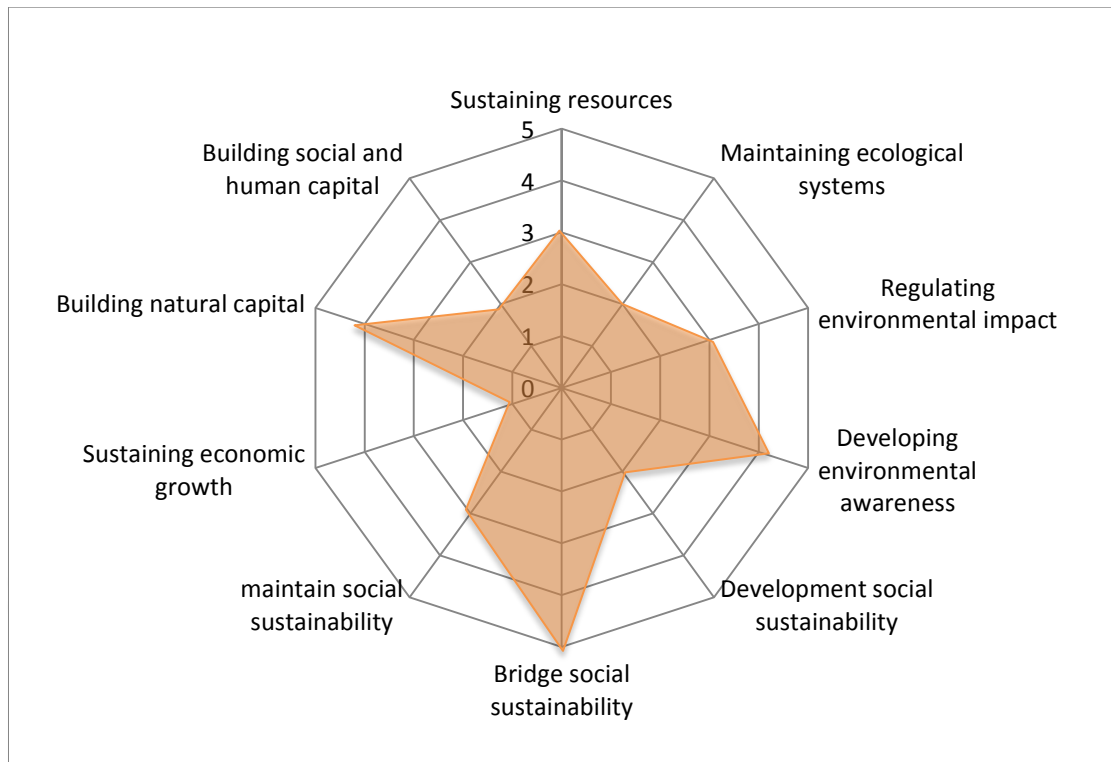 Sustaining resources
5
4
3
2
1
0
Maintaining ecological
systems
Regulating
environmental impact
Developing
environmental
awareness
Development social
sustainability
Bridge social
sustainability
maintain social
sustainability
Sustaining economic
growth
Building natural capital
Building social and
human capital